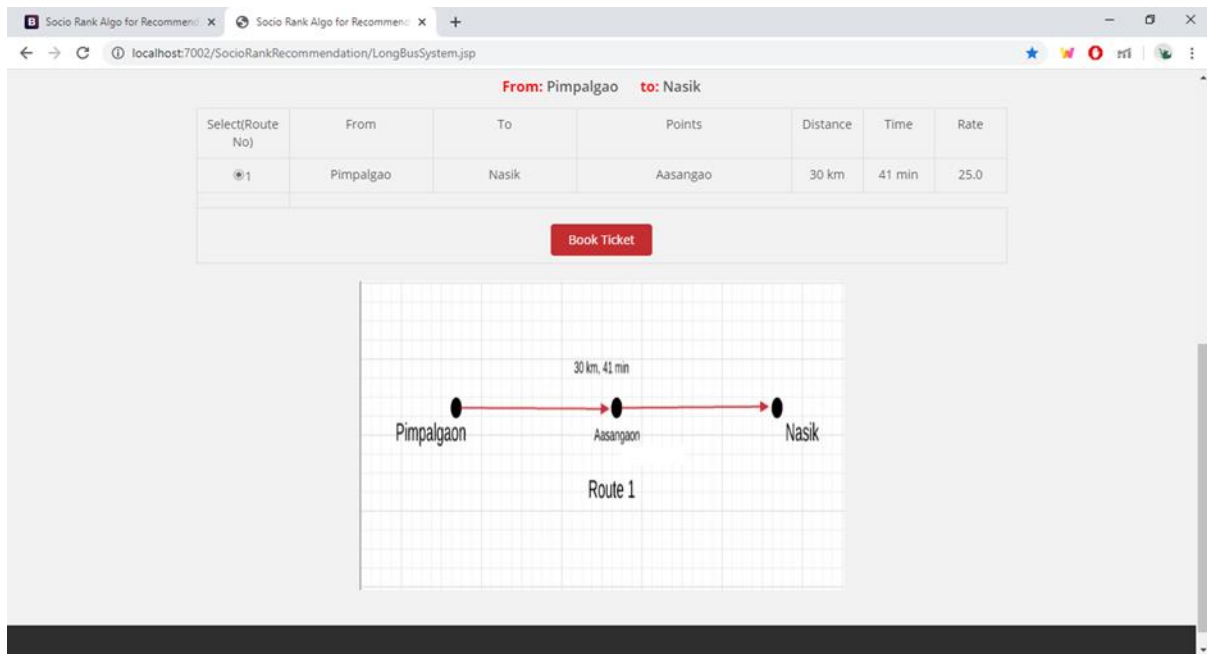 Socio Rank Algo for Recommend
Socio Rank Algo for Recommend
localhost:7002/SocioRankRecommendation/LongBusSystem.jsp
From: Pimpalgao to: Nasik
Select(Route No) From To Points Distance Time Rate
1 Pimpalgao Nasik Aasangao 30 km 41 min 25.0
Book Ticket
30 km, 41 min
Pimpalgaon Aasangaon Nasik
Route 1